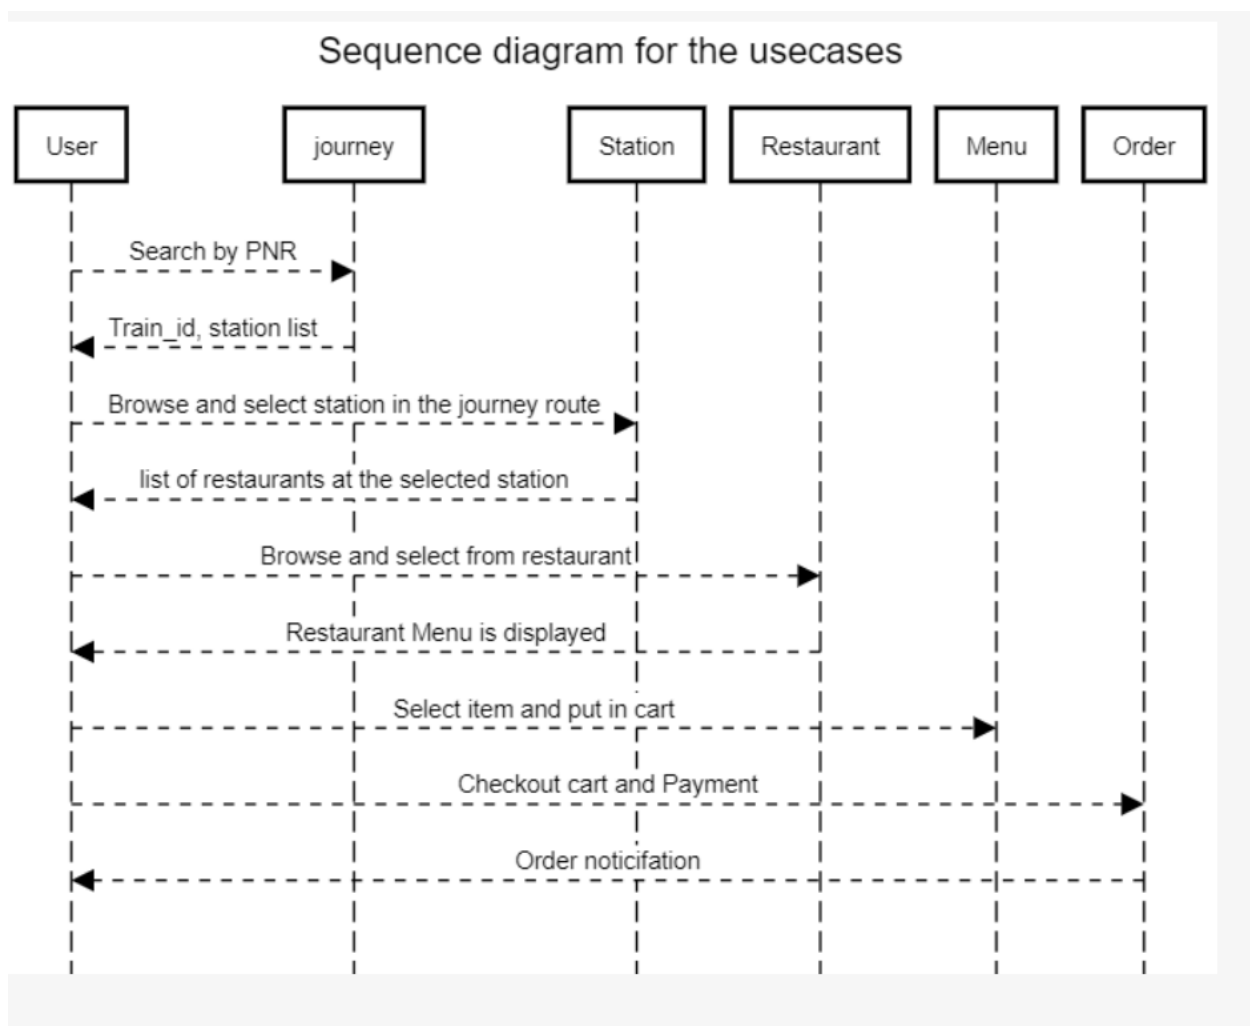 Sequence diagram for the usecases
User
journey
Station
Restaurant
Menu
Order
Search by PNR
Train_id, station list
Browse and select station in the journey route
list of restaurants at the selected station
Browse and select from restaurant
Restaurant Menu is displayed
Select item and put in cart
Checkout cart and Payment
Order noticifation